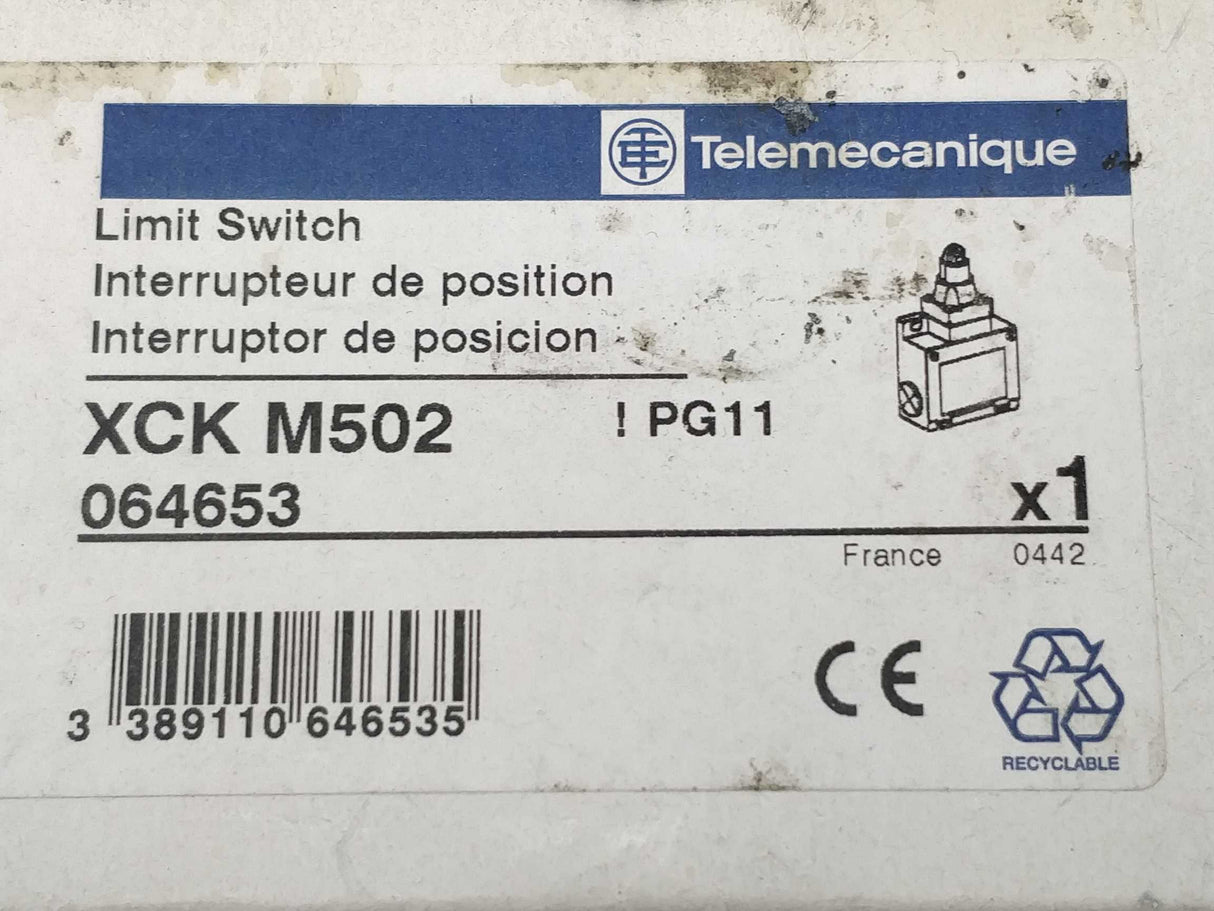 Telemecanique
Limit Switch
Interrupteur de position
Interruptor de posicion
XCK M502 ! PG11
064653 x1
France 0442
3 389110 646535
CE
RECYCLABLE